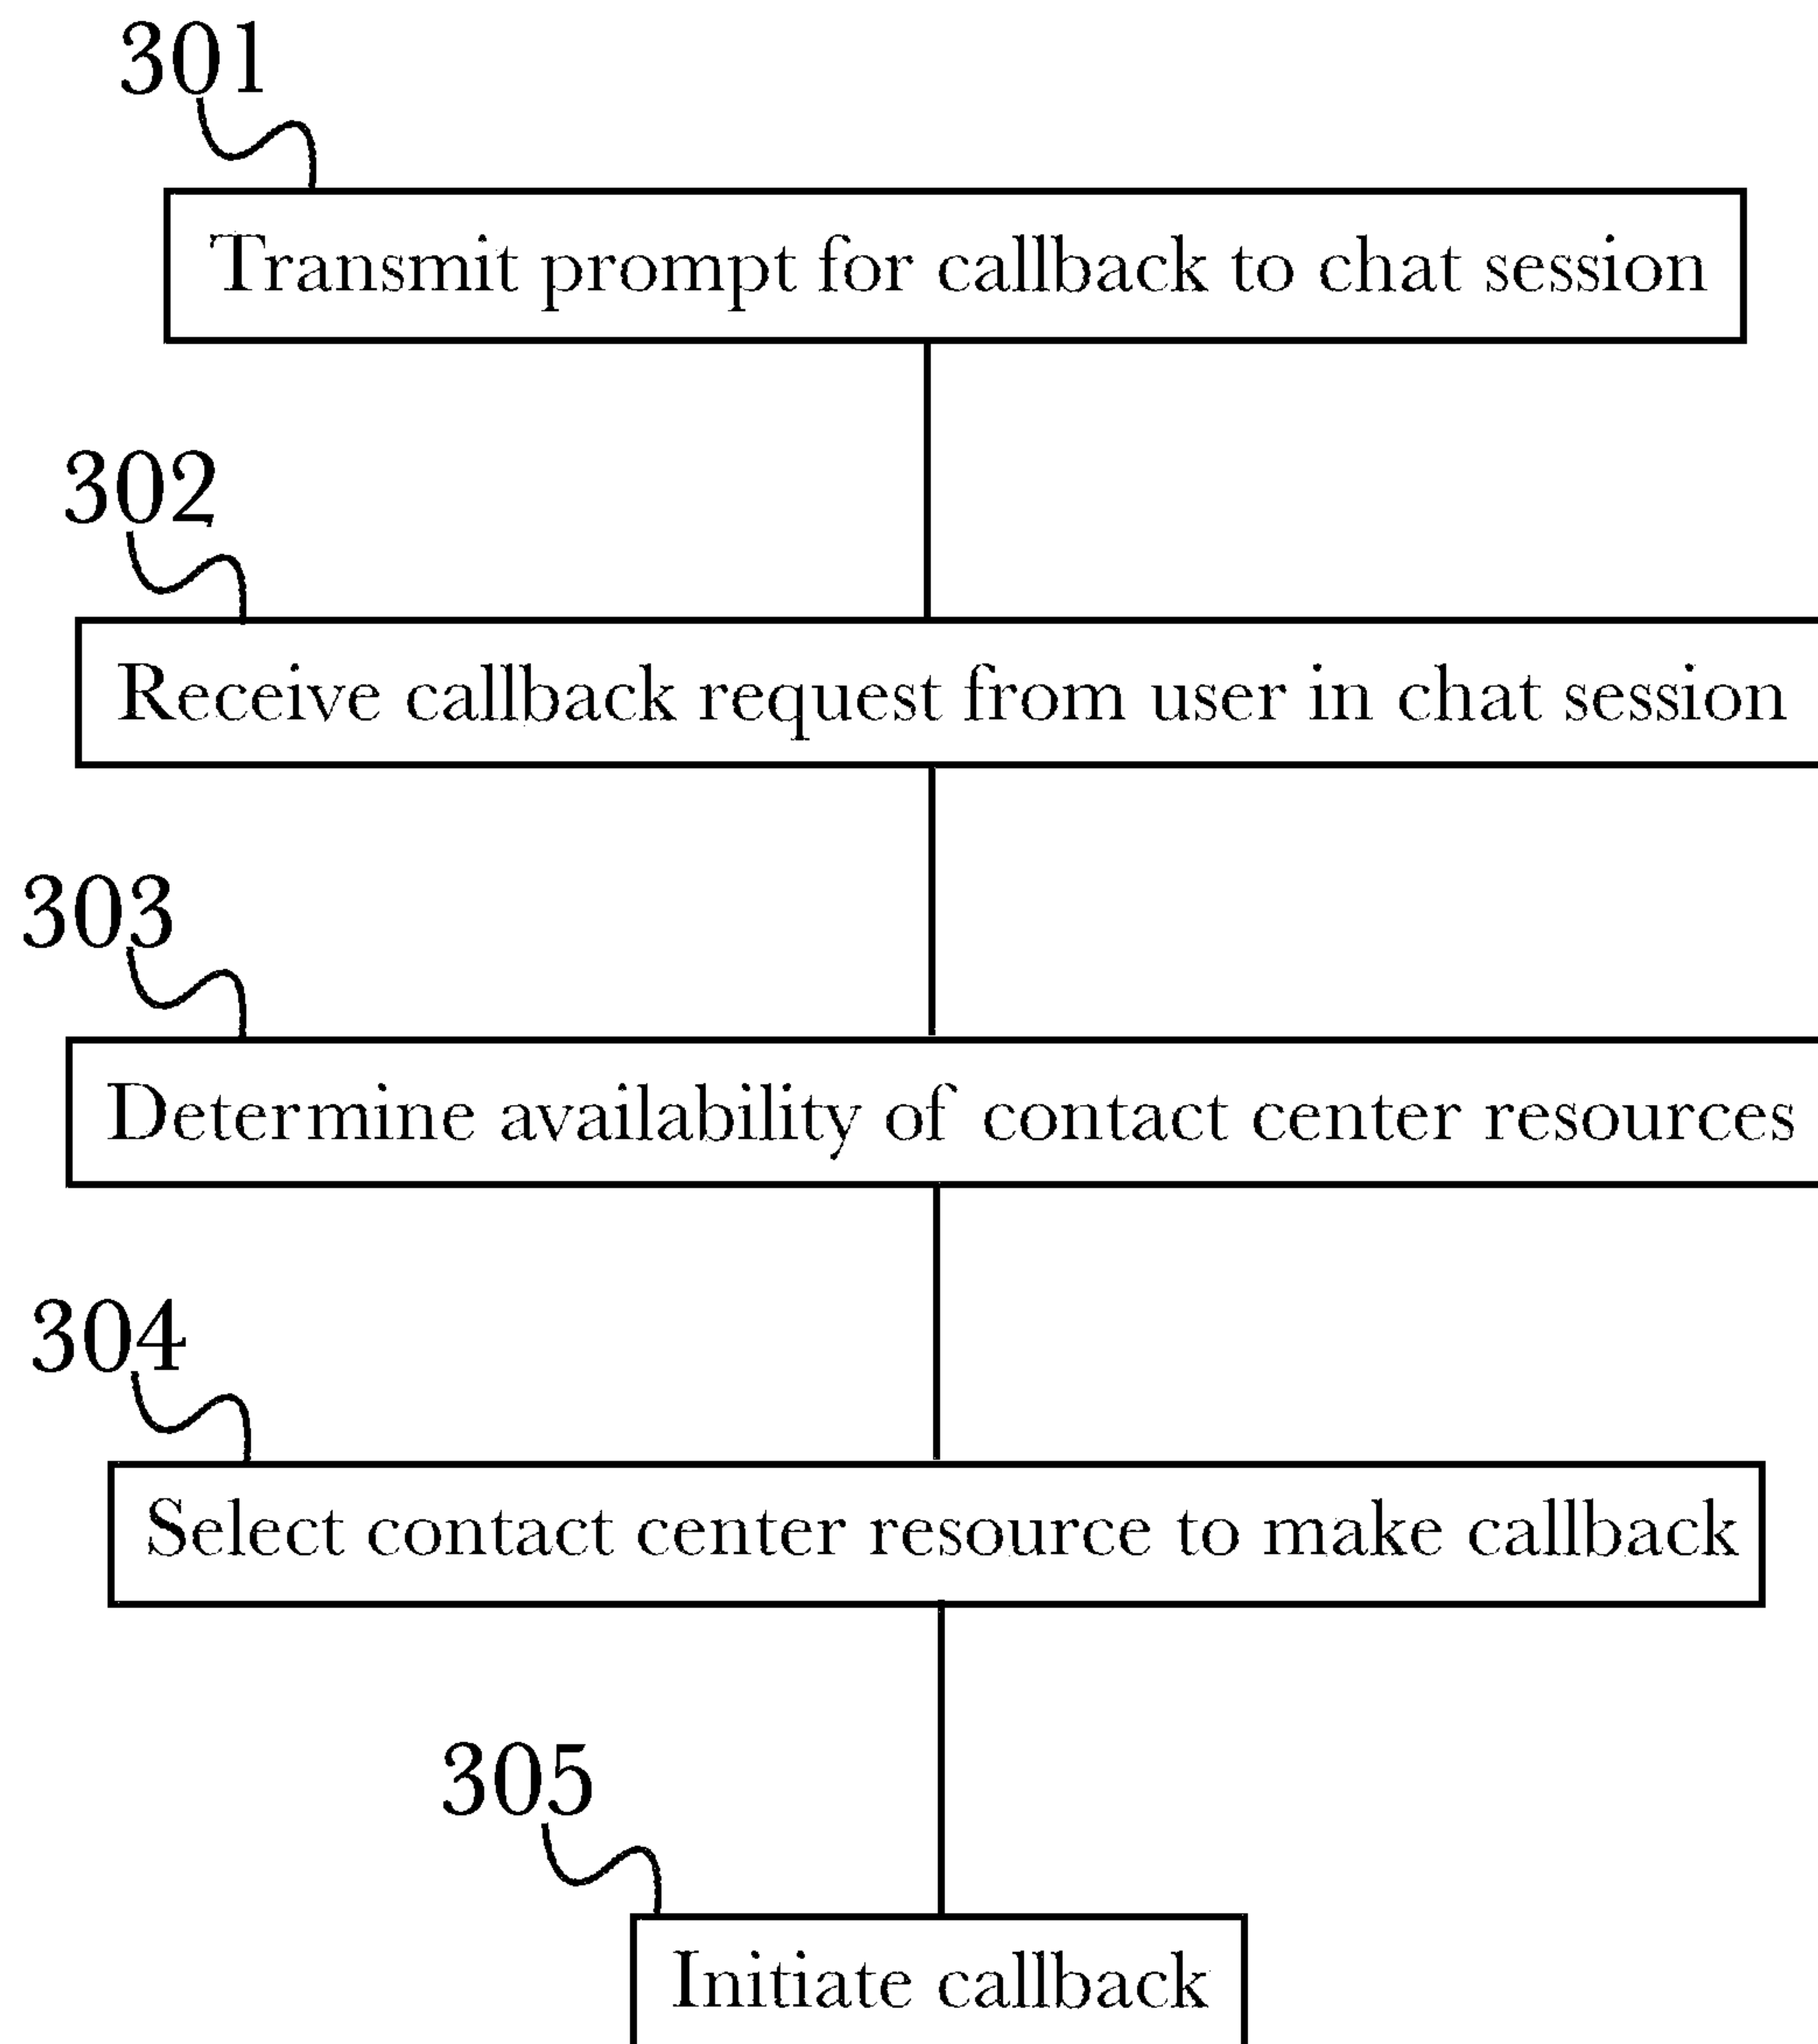 301
Transmit prompt for callback to chat session
302
Receive callback request from user in chat session
303
Determine availability of contact center resources
304
Select contact center resource to make callback
305
Initiate callback